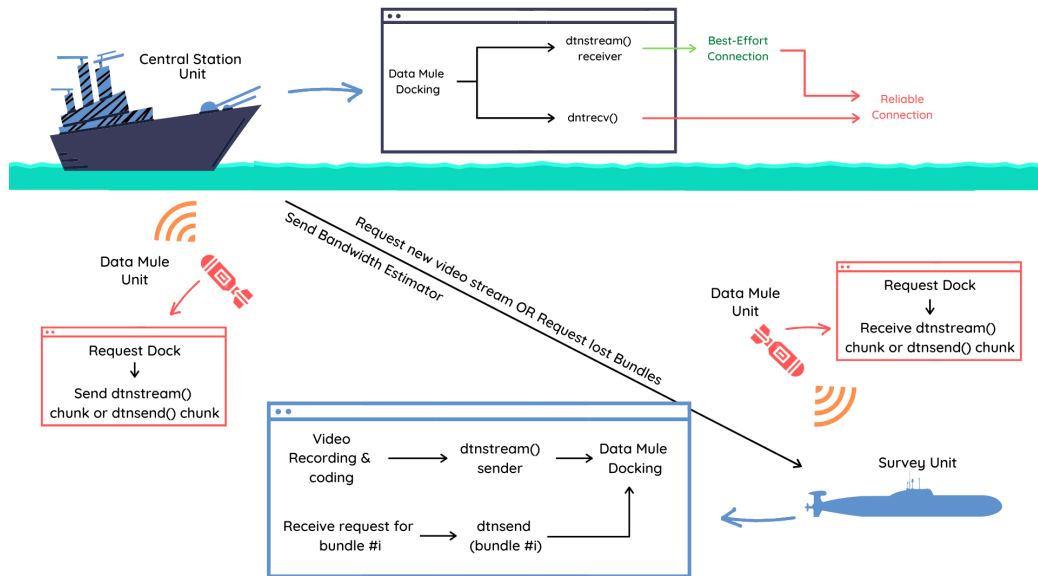 Central Station
Unit
Data Mule
Docking
dtnstream()
receiver
dntrecv()
Best-Effort
Connection
Reliable
Connection
Data Mule
Unit
Request Dock
Send dtnstream()
chunk or dtnsend() chunk
Request new video stream OR Request lost Bundles
Send Bandwidth Estimator
Data Mule
Unit
Request Dock
Receive dtnstream()
chunk or dtnsend() chunk
Video
Recording &
coding
dtnstream()
sender
Data Mule
Docking
Receive request for
bundle #i
dtnsend
(bundle #i)
Survey Unit